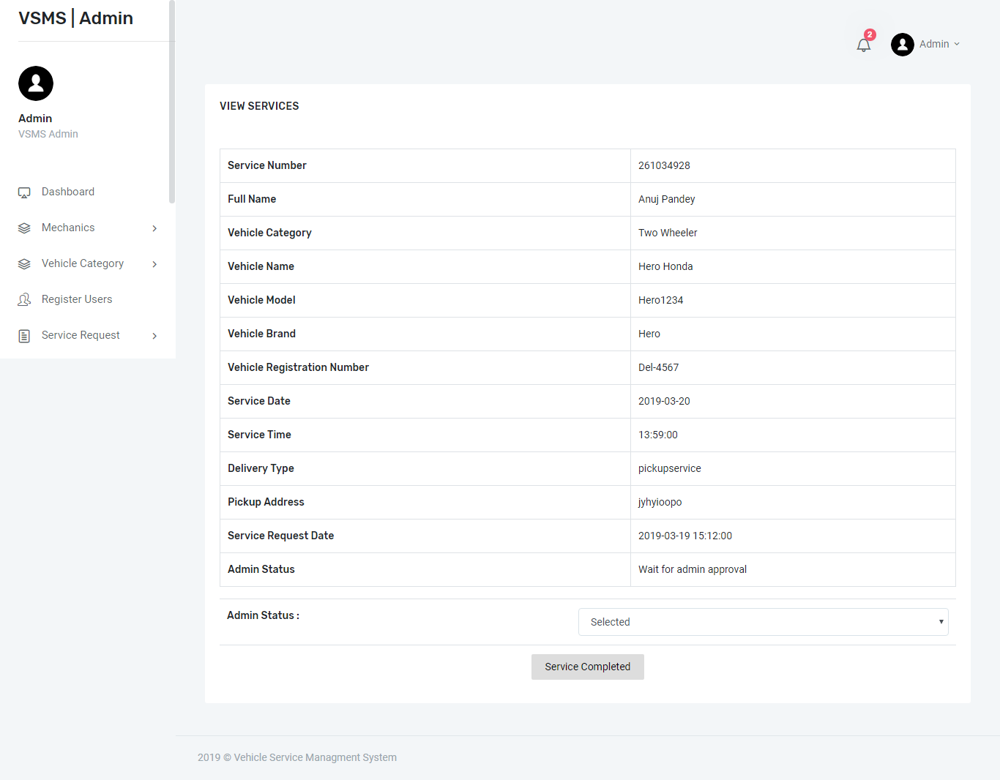 VSMS | Admin
2
Admin
Admin
VSMS Admin
Dashboard
Mechanics
Vehicle Category
Register Users
Service Request
VIEW SERVICES
Service Number 261034928
Full Name Anuj Pandey
Vehicle Category Two Wheeler
Vehicle Name Hero Honda
Vehicle Model Hero1234
Vehicle Brand Hero
Vehicle Registration Number Del-4567
Service Date 2019-03-20
Service Time 13:59:00
Delivery Type pickupservice
Pickup Address jyhyioopo
Service Request Date 2019-03-19 15:12:00
Admin Status Wait for admin approval
Admin Status : Selected
Service Completed
2019 © Vehicle Service Managment System